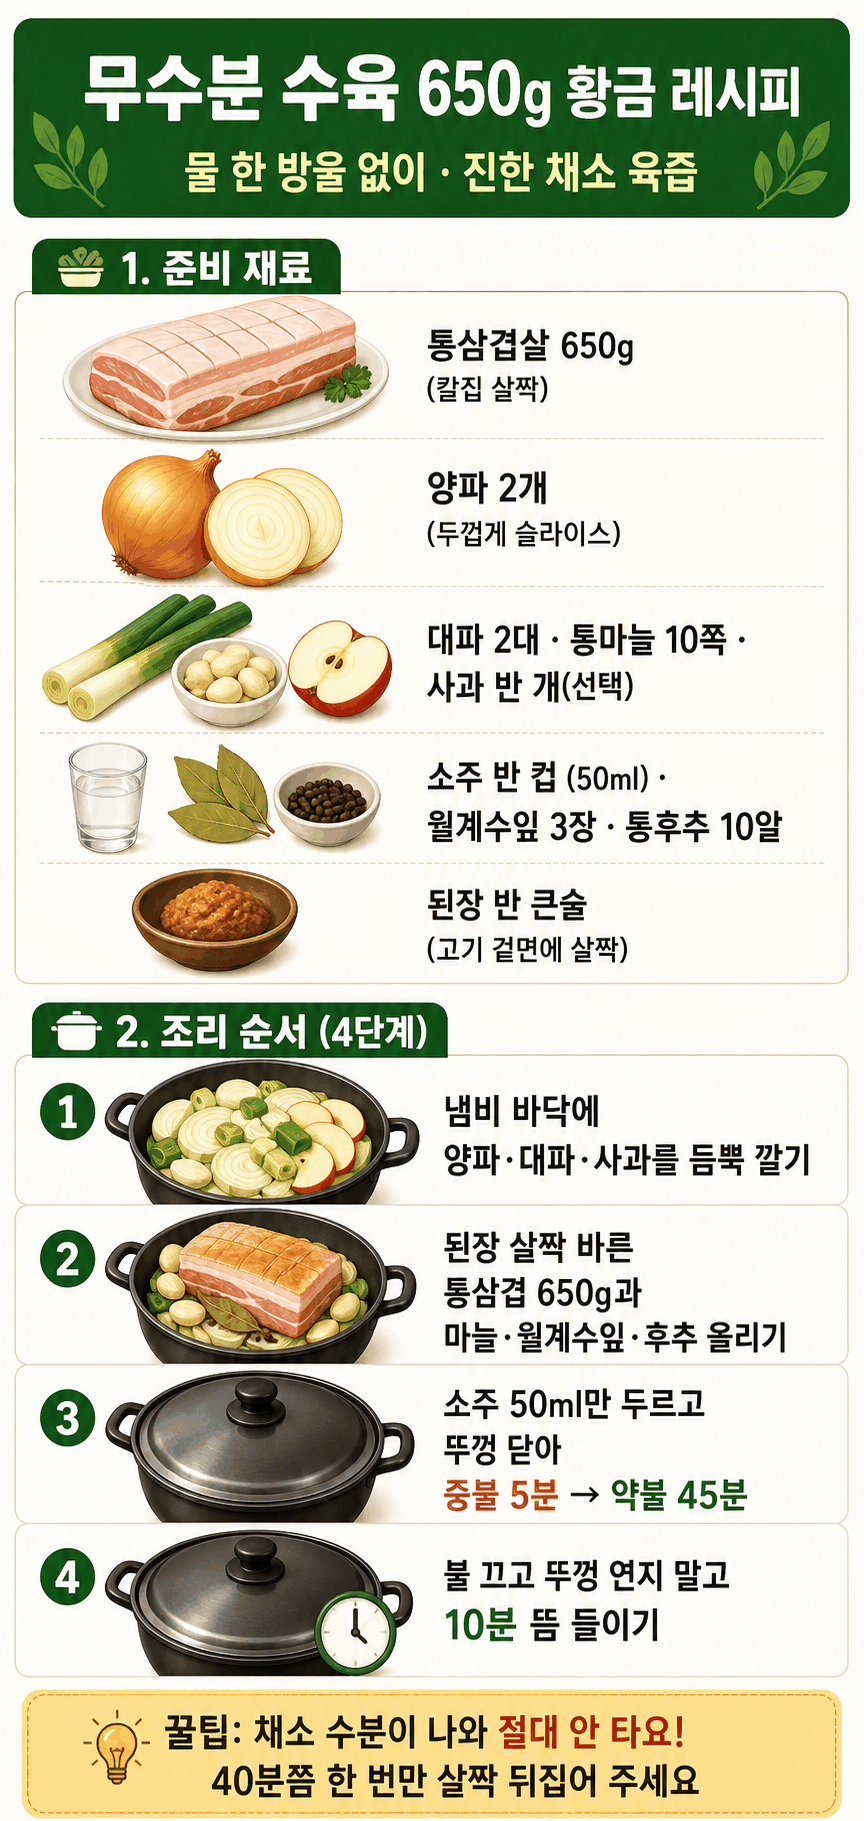 무수분 수육 650g 황금 레시피
물 한 방울 없이 · 진한 채소 육즙
1. 준비 재료
통삼겹살 650g
(칼집 살짝)
양파 2개
(두껍게 슬라이스)
대파 2대 · 통마늘 10쪽 ·
사과 반 개(선택)
소주 반 컵 (50ml) ·
월계수잎 3장 · 통후추 10알
된장 반 큰술
(고기 겉면에 살짝)
2. 조리 순서 (4단계)
1
냄비 바닥에
양파·대파·사과를 듬뿍 깔기
2
된장 살짝 바른
통삼겹 650g과
마늘·월계수잎·후추 올리기
3
소주 50ml만 두르고
뚜껑 닫아
중불 5분 → 약불 45분
4
불 끄고 뚜껑 연지 말고
10분 뜸 들이기
꿀팁: 채소 수분이 나와 절대 안 타요!
40분쯤 한 번만 살짝 뒤집어 주세요